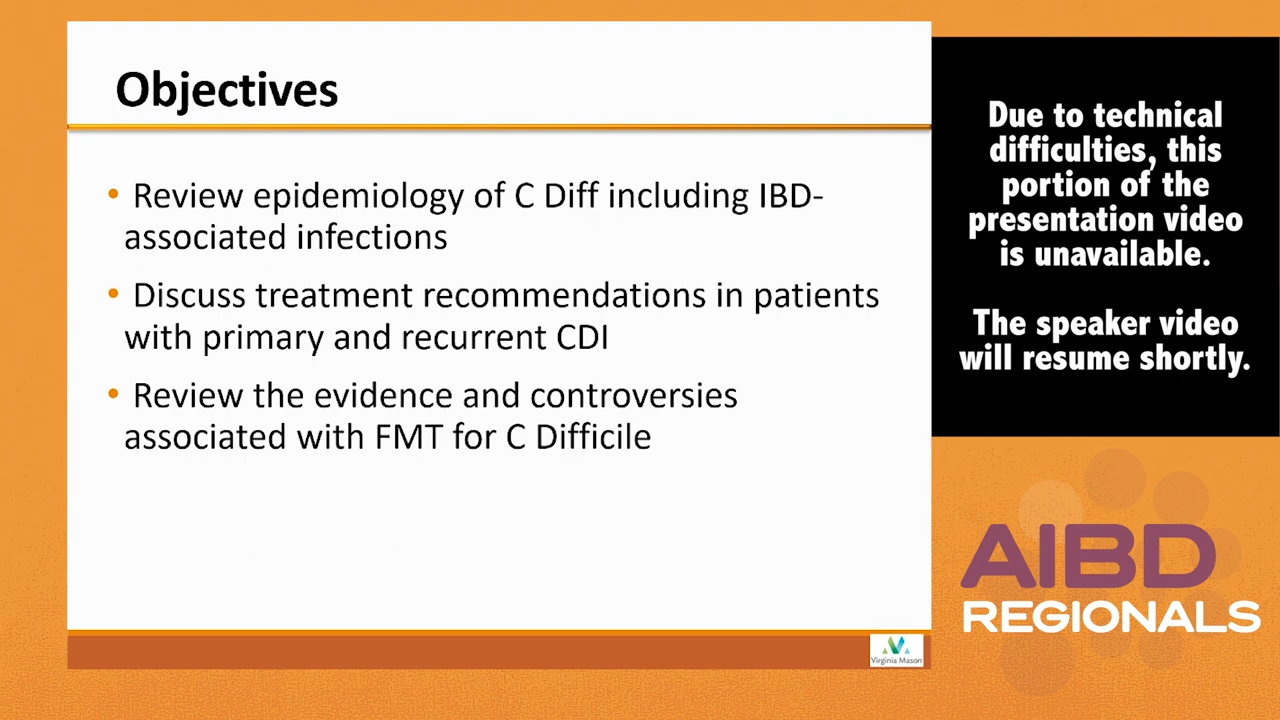 Objectives
• Review epidemiology of C Diff including IBD-
associated infections
• Discuss treatment recommendations in patients
with primary and recurrent CDI
• Review the evidence and controversies
associated with FMT for C Difficile
Virginia Mason
Due to technical
difficulties, this
portion of the
presentation video
is unavailable.
The speaker video
will resume shortly.
AIBD
REGIONALS